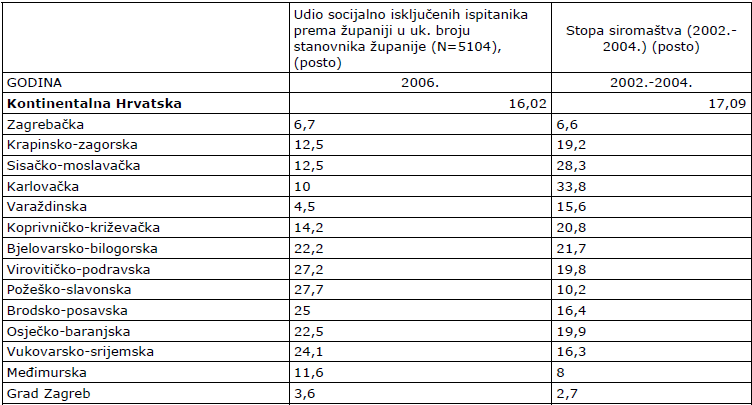 Udio socijalno isključenih ispitanika
prema županiji u uk. broju
stanovnika županije (N=5104),
(posto)
Stopa siromaštva (2002.-
2004.) (posto)
GODINA 2006. 2002.-2004.
Kontinentalna Hrvatska 16,02 17,09
Zagrebačka 6,7 6,6
Krapinsko-zagorska 12,5 19,2
Sisačko-moslavačka 12,5 28,3
Karlovačka 10 33,8
Varaždinska 4,5 15,6
Koprivničko-križevačka 14,2 20,8
Bjelovarsko-bilogorska 22,2 21,7
Virovitičko-podravska 27,2 19,8
Požeško-slavonska 27,7 10,2
Brodsko-posavska 25 16,4
Osječko-baranjska 22,5 19,9
Vukovarsko-srijemska 24,1 16,3
Međimurska 11,6 8
Grad Zagreb 3,6 2,7